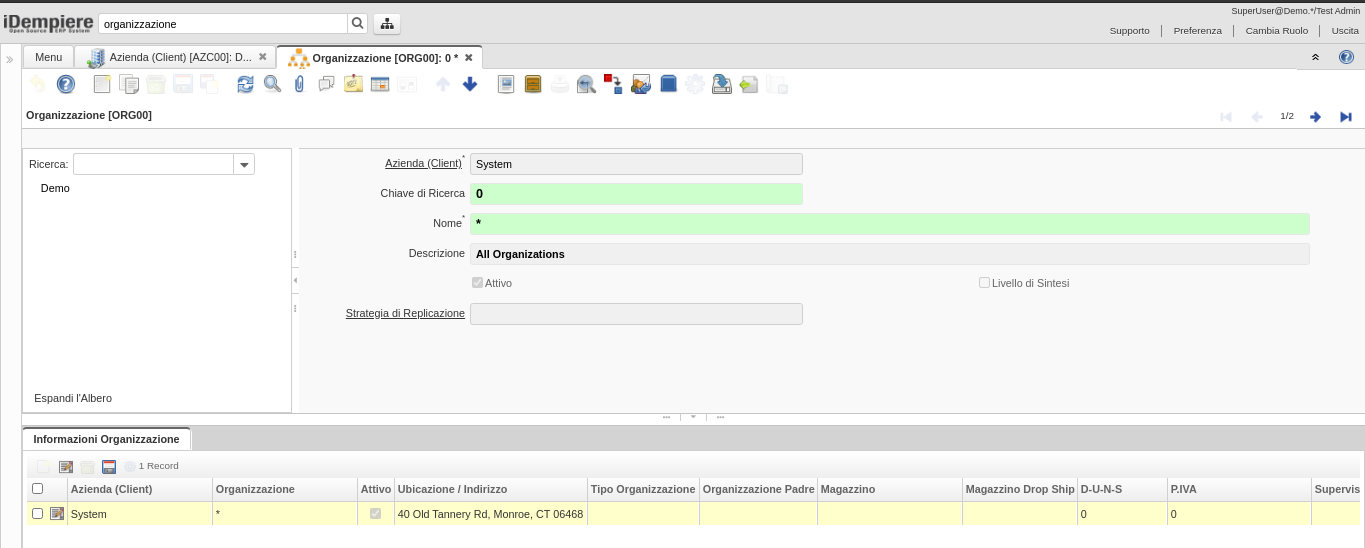 SuperUser@Demo.*/Test Admin
iDempiere
Open Source ERP System
organizzazione
Supporto Preferenza Cambia Ruolo Uscita
Menu Azienda (Client) [AZC00]: D... Organizzazione [ORG00]: 0 *
Organizzazione [ORG00] 1/2
Ricerca:
Demo
Espandi l'Albero
Azienda (Client)* System
Chiave di Ricerca 0
Nome* *
Descrizione All Organizations
Attivo Livello di Sintesi
Strategia di Replicazione
Informazioni Organizzazione
1 Record
Azienda (Client) Organizzazione Attivo Ubicazione / Indirizzo Tipo Organizzazione Organizzazione Padre Magazzino Magazzino Drop Ship D-U-N-S P.IVA Supervis
System * 40 Old Tannery Rd, Monroe, CT 06468 0 0